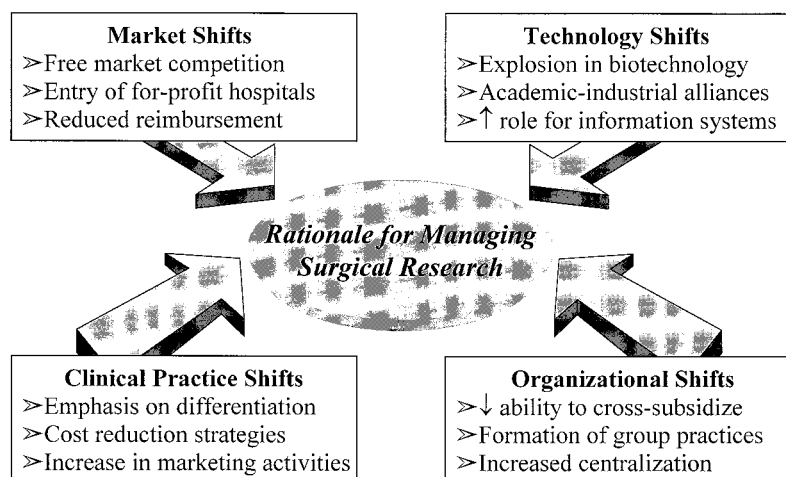 Market Shifts
➢Free market competition
➢Entry of for-profit hospitals
➢Reduced reimbursement
Technology Shifts
➢Explosion in biotechnology
➢Academic-industrial alliances
➢↑ role for information systems
Rationale for Managing
Surgical Research
Clinical Practice Shifts
➢Emphasis on differentiation
➢Cost reduction strategies
➢Increase in marketing activities
Organizational Shifts
➢↓ ability to cross-subsidize
➢Formation of group practices
➢Increased centralization